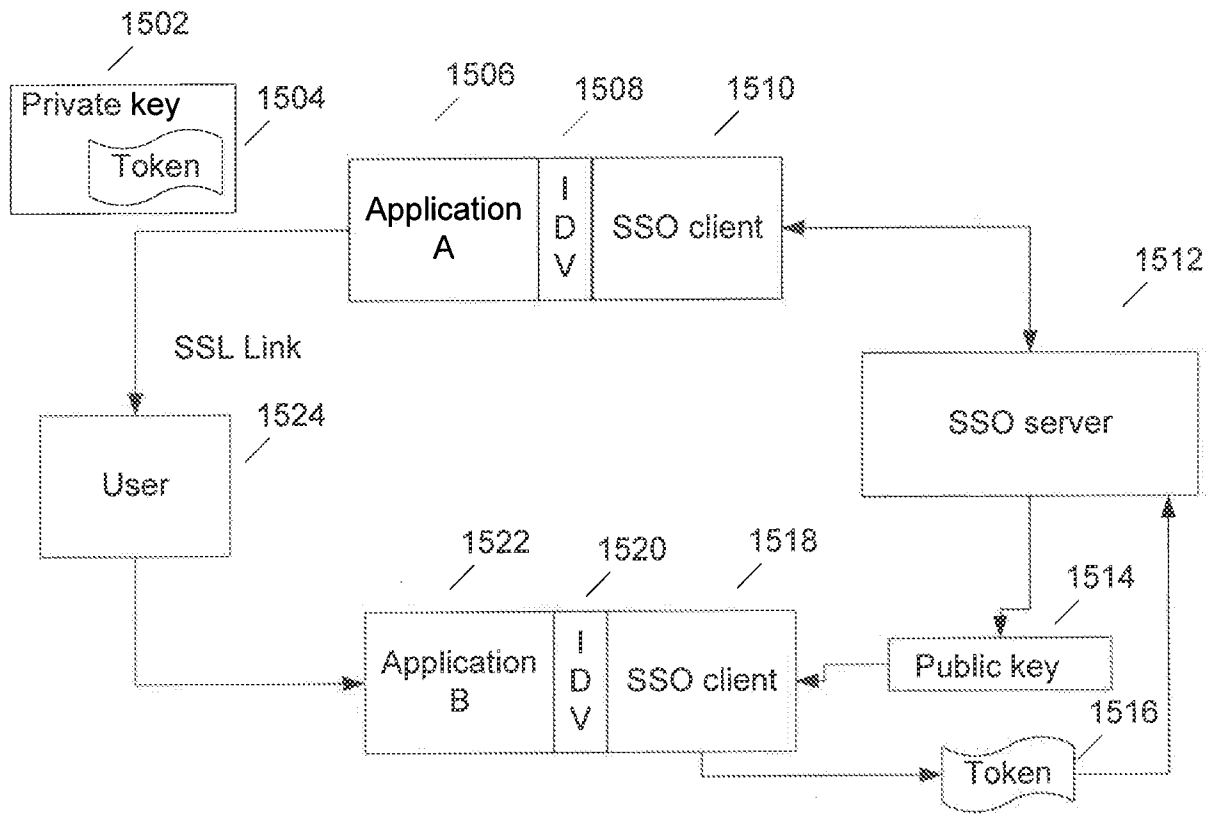 1502
Private key
1504
Token
1506
1508
1510
Application
A
I
D
V
SSO client
1512
SSL Link
SSO server
1524
User
1522
1520
1518
1514
Application
B
I
D
V
SSO client
Public key
1516
Token